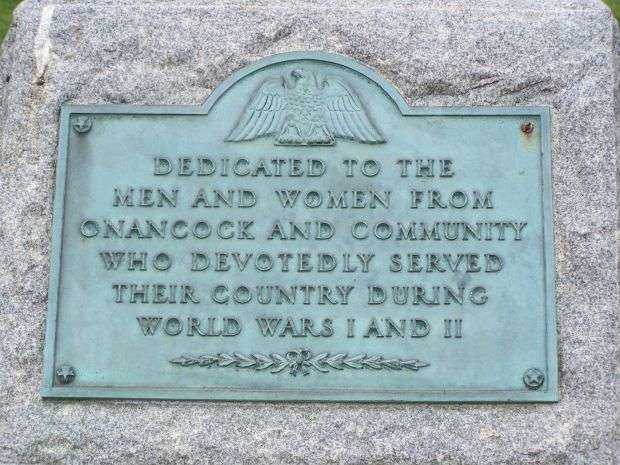 DEDICATED TO THE
MEN AND WOMEN FROM
ONANCOCK AND COMMUNITY
WHO DEVOTEDLY SERVED
THEIR COUNTRY DURING
WORLD WARS I AND II